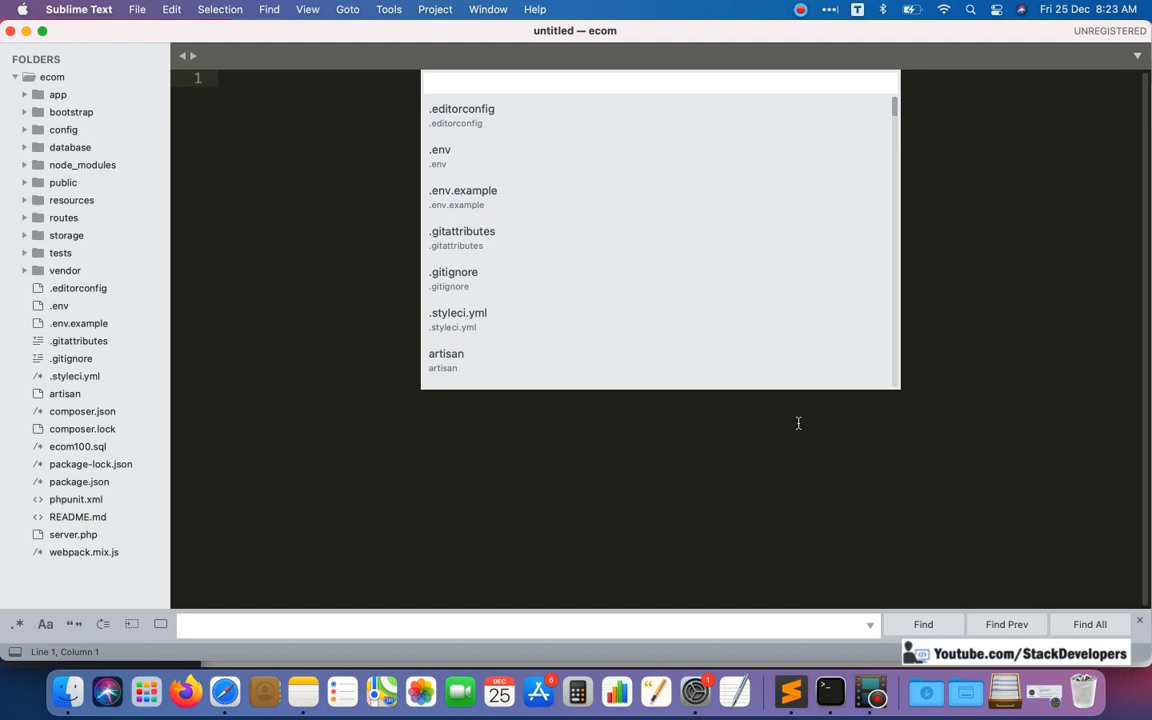 Sublime Text File Edit Selection Find View Goto Tools Project Window Help Fri 25 Dec 8:23 AM
untitled — ecom UNREGISTERED
FOLDERS
ecom
app
bootstrap
config
database
node_modules
public
resources
routes
storage
tests
vendor
.editorconfig
.env
.env.example
.gitattributes
.gitignore
.styleci.yml
artisan
composer.json
composer.lock
ecom100.sql
package-lock.json
package.json
phpunit.xml
README.md
server.php
webpack.mix.js
1
.editorconfig
.editorconfig
.env
.env
.env.example
.env.example
.gitattributes
.gitattributes
.gitignore
.gitignore
.styleci.yml
.styleci.yml
artisan
artisan
.* Aa “” Find Find Prev Find All
Line 1, Column 1
Youtube.com/StackDevelopers
DEC
25
6
1